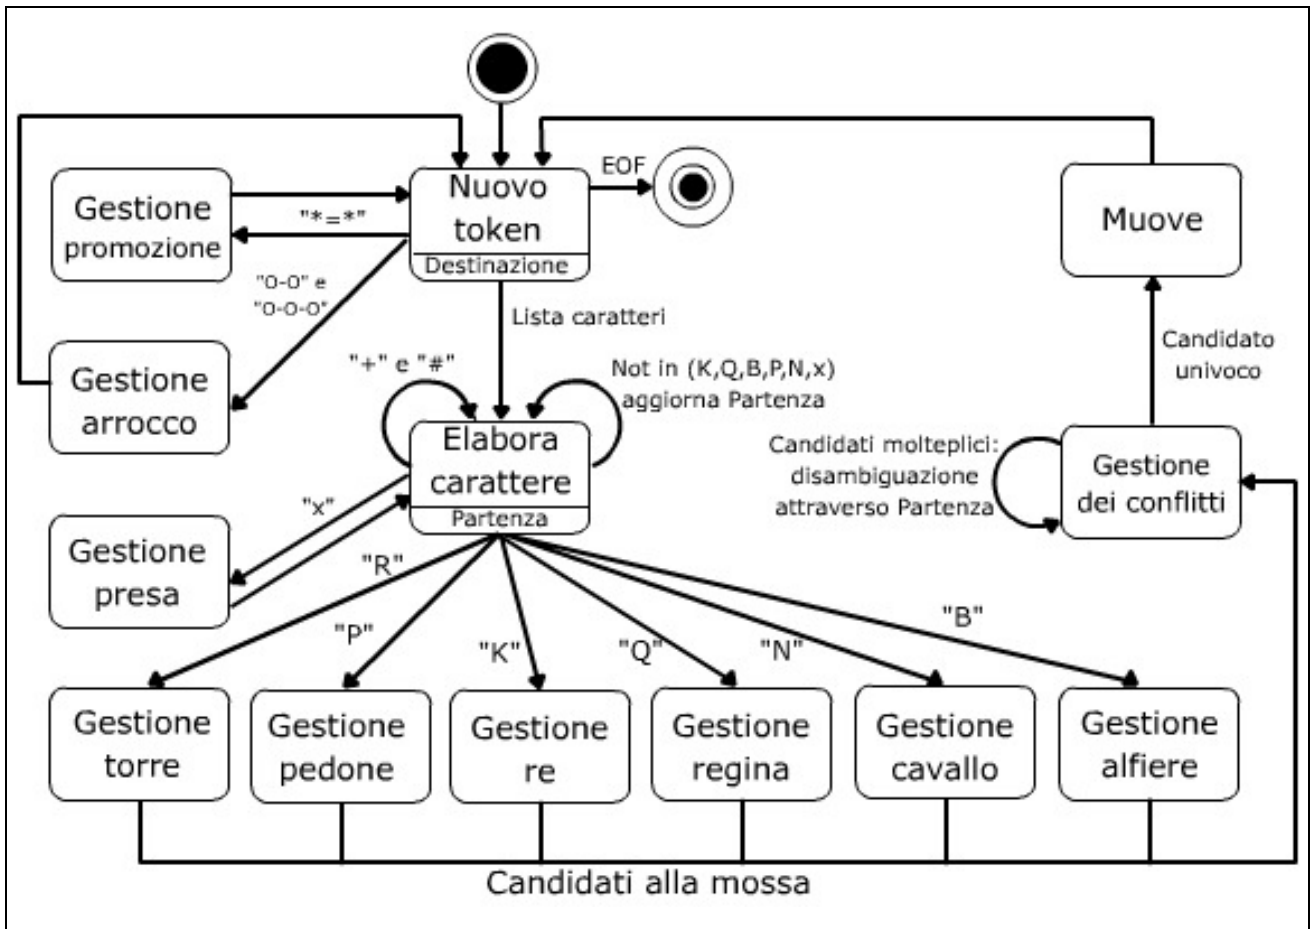 Nuovo
token
Destinazione
EOF
Gestione
promozione
"*=*"
"O-O" e
"O-O-O"
Gestione
arrocco
Lista caratteri
Muove
Candidato
univoco
"+" e "#"
Not in (K,Q,B,P,N,x)
aggiorna Partenza
Elabora
carattere
Partenza
Candidati molteplici:
disambiguazione
attraverso Partenza
Gestione
dei conflitti
"x"
Gestione
presa
"R"
"P"
"K"
"Q"
"N"
"B"
Gestione
torre
Gestione
pedone
Gestione
re
Gestione
regina
Gestione
cavallo
Gestione
alfiere
Candidati alla mossa